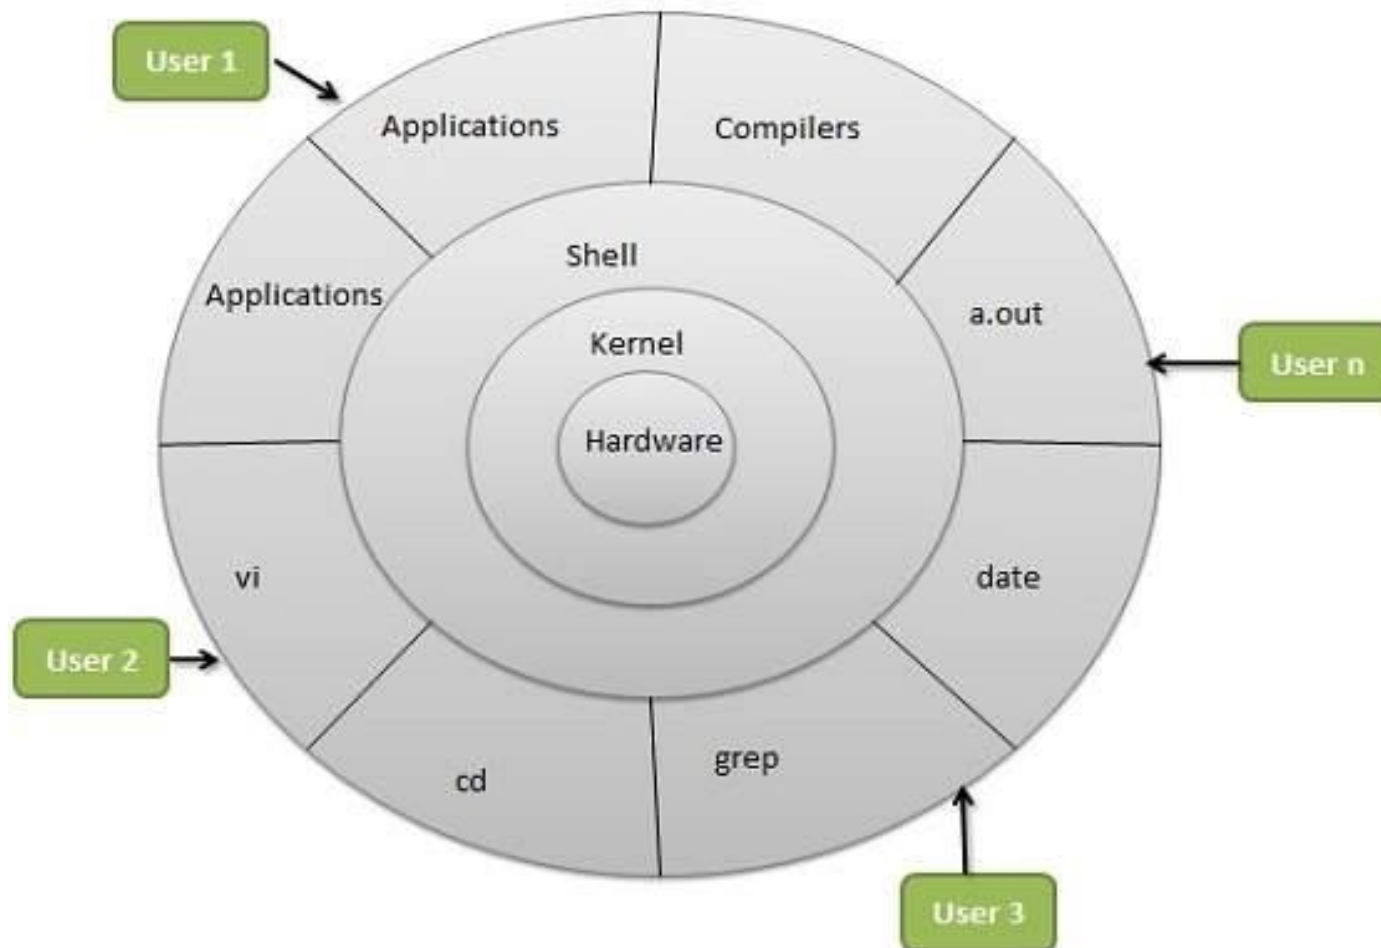 User 1
Applications
Compilers
Shell
Applications
a.out
Kernel
User n
Hardware
vi
date
User 2
grep
cd
User 3